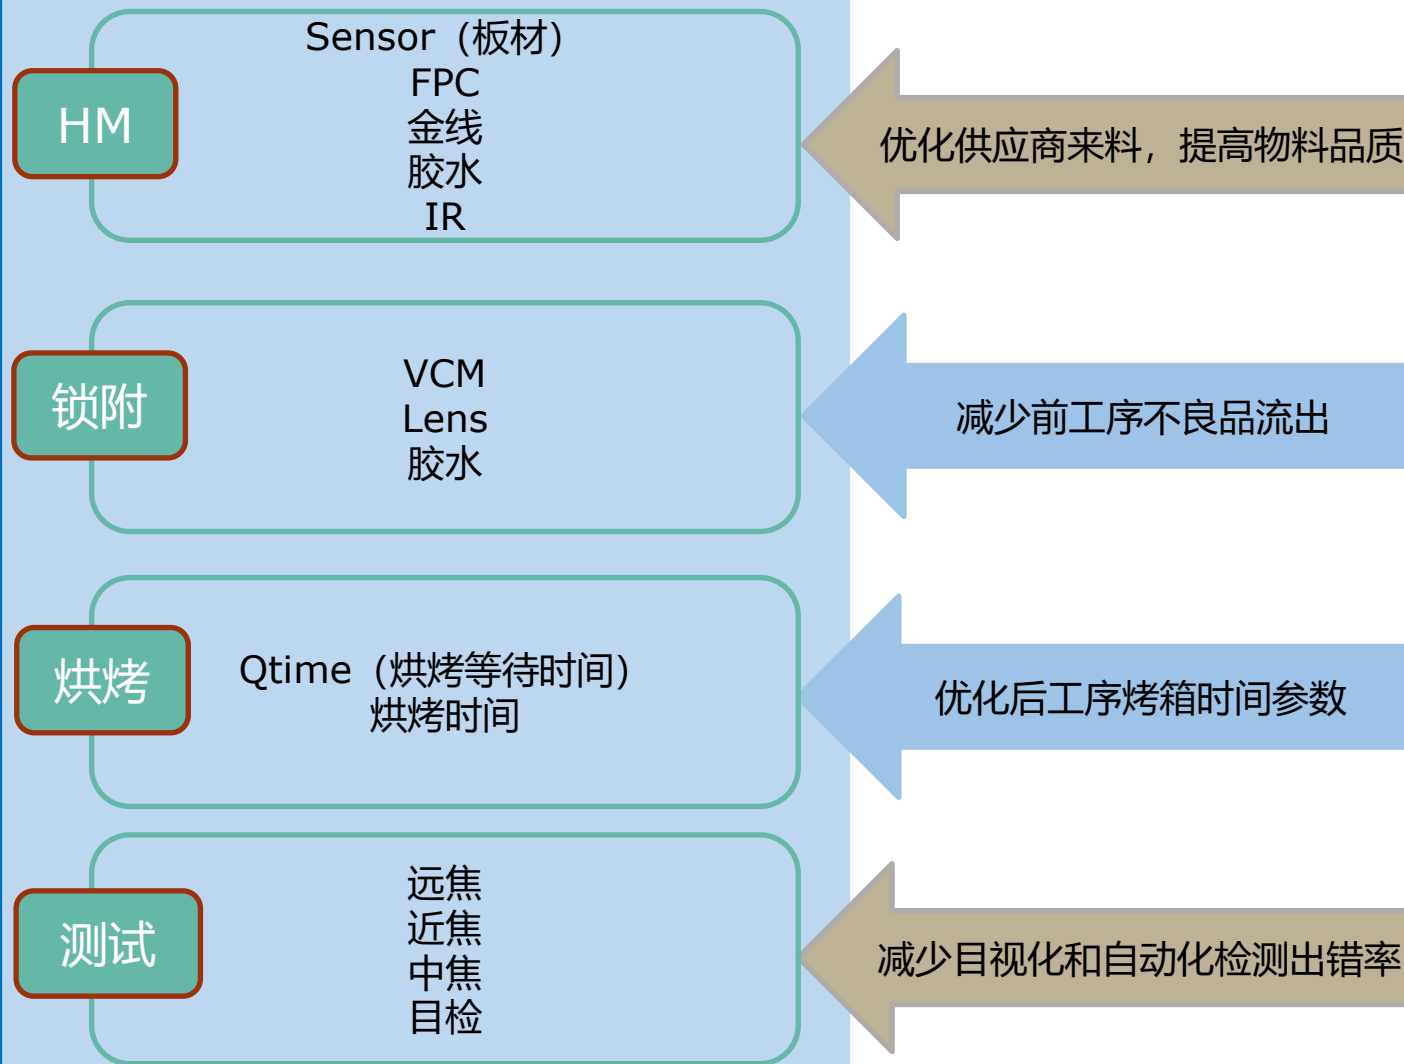 HM
Sensor（板材）
FPC
金线
胶水
IR
优化供应商来料，提高物料品质
锁附
VCM
Lens
胶水
减少前工序不良品流出
烘烤
Qtime（烘烤等待时间）
烘烤时间
优化后工序烤箱时间参数
测试
远焦
近焦
中焦
目检
减少目视化和自动化检测出错率